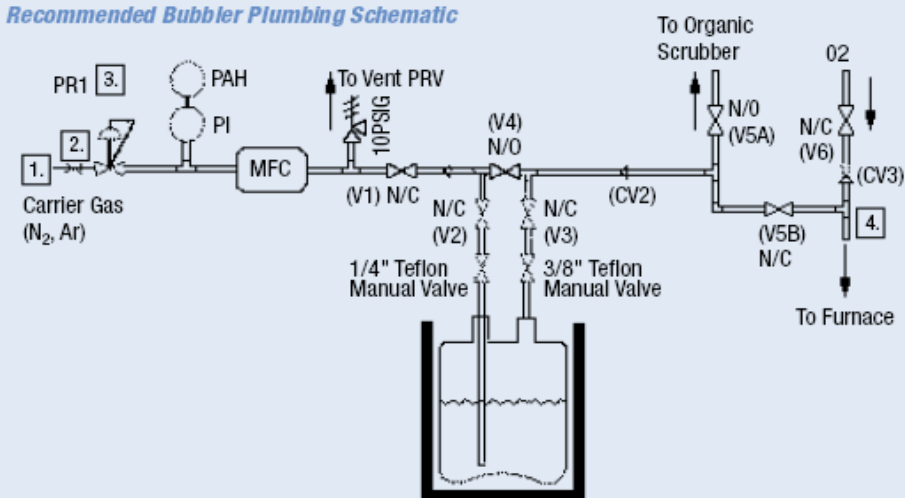 Recommended Bubbler Plumbing Schematic
To Organic
Scrubber
02
PR1 3.
PAH
To Vent PRV
PI
10PSIG
(V4)
N/O
N/0
(V5A)
N/C
(V6)
2.
1.
MFC
(V1) N/C
(CV2)
(CV3)
Carrier Gas
(N₂, Ar)
N/C
(V2)
N/C
(V3)
(V5B)
N/C
4.
1/4" Teflon
Manual Valve
3/8" Teflon
Manual Valve
To Furnace